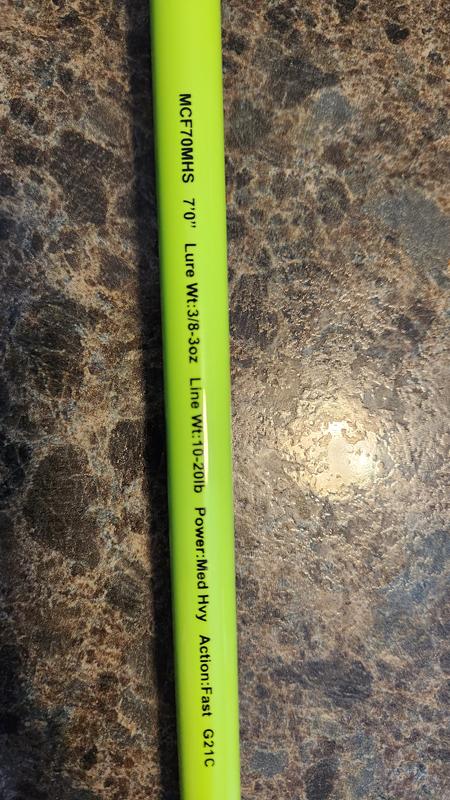 MCF70MHS 7'0" Lure Wt:3/8-3oz Line Wt:10-20lb Power:Med Hvy Action:Fast G21C